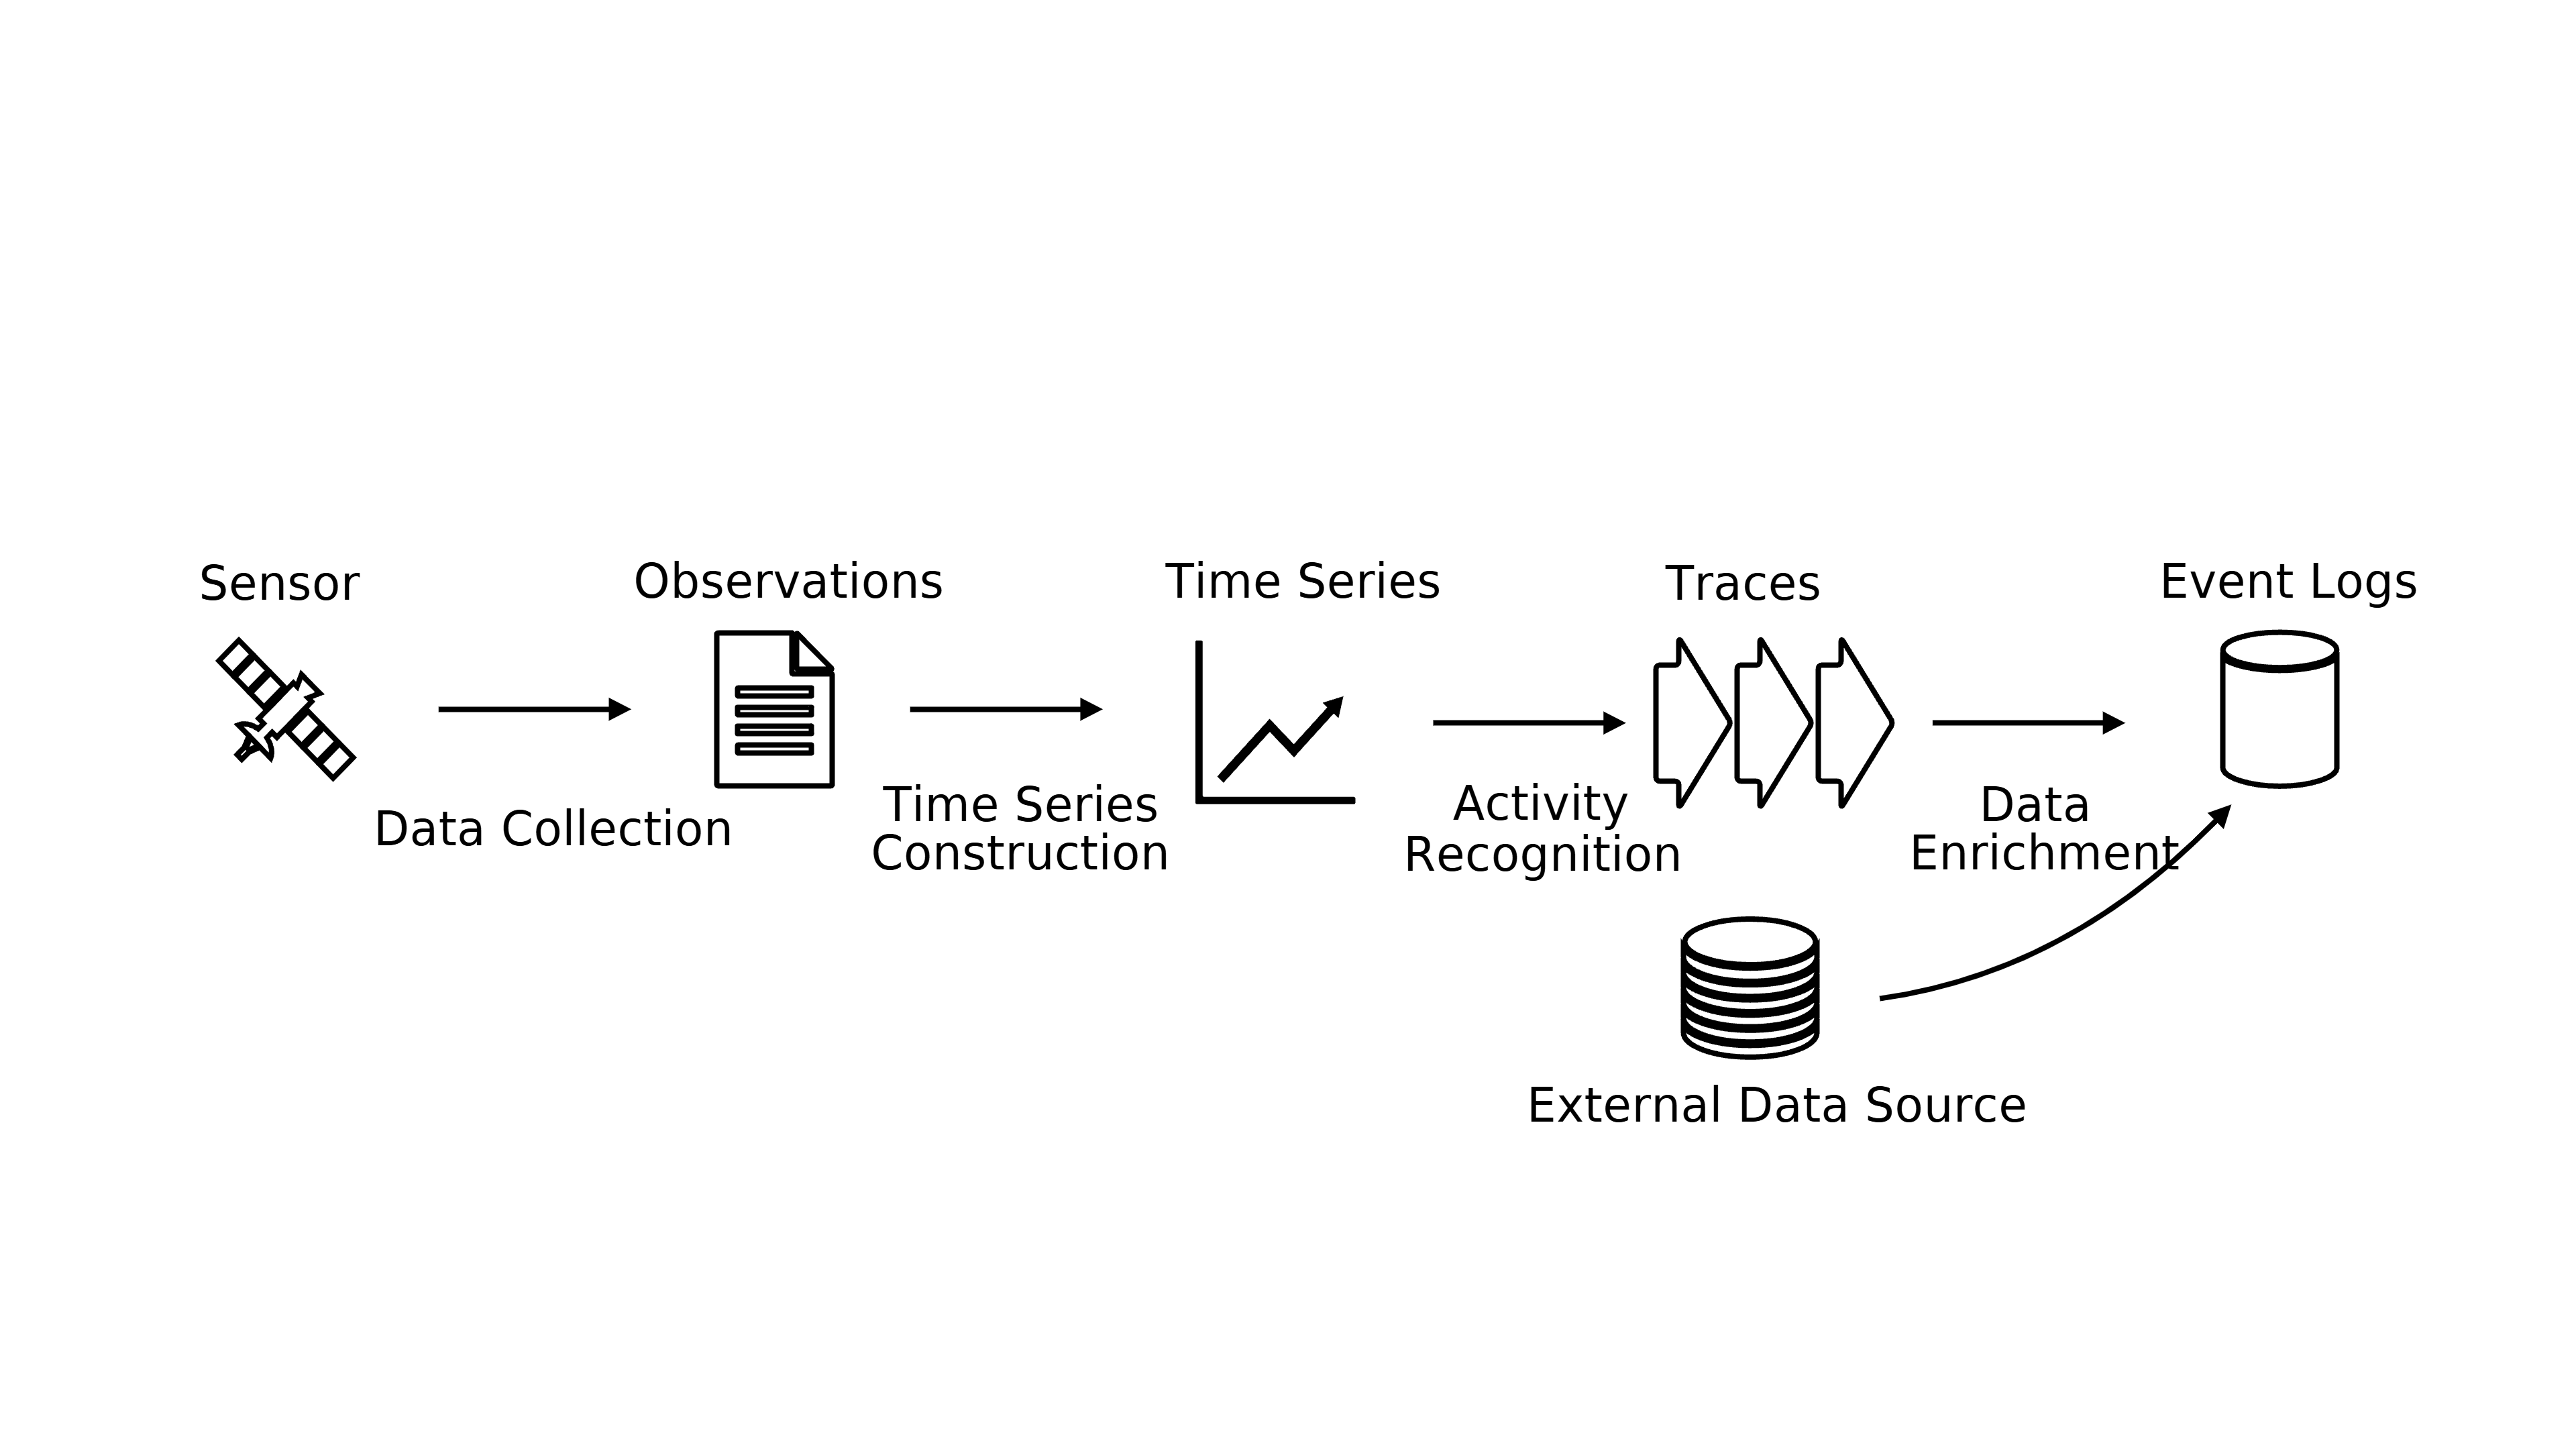 Sensor
Observations
Time Series
Traces
Event Logs
Data Collection
Time Series
Construction
Activity
Recognition
Data
Enrichment
External Data Source